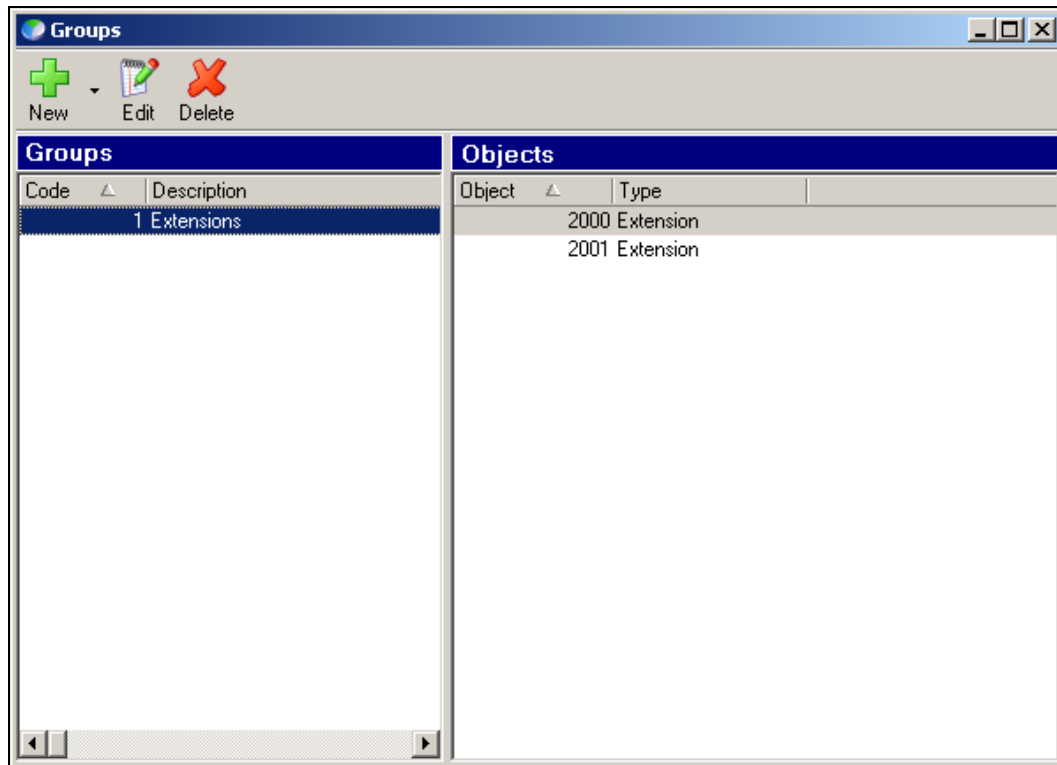 Groups
New Edit Delete
Groups
Code Description
1 Extensions
Objects
Object Type
2000 Extension
2001 Extension